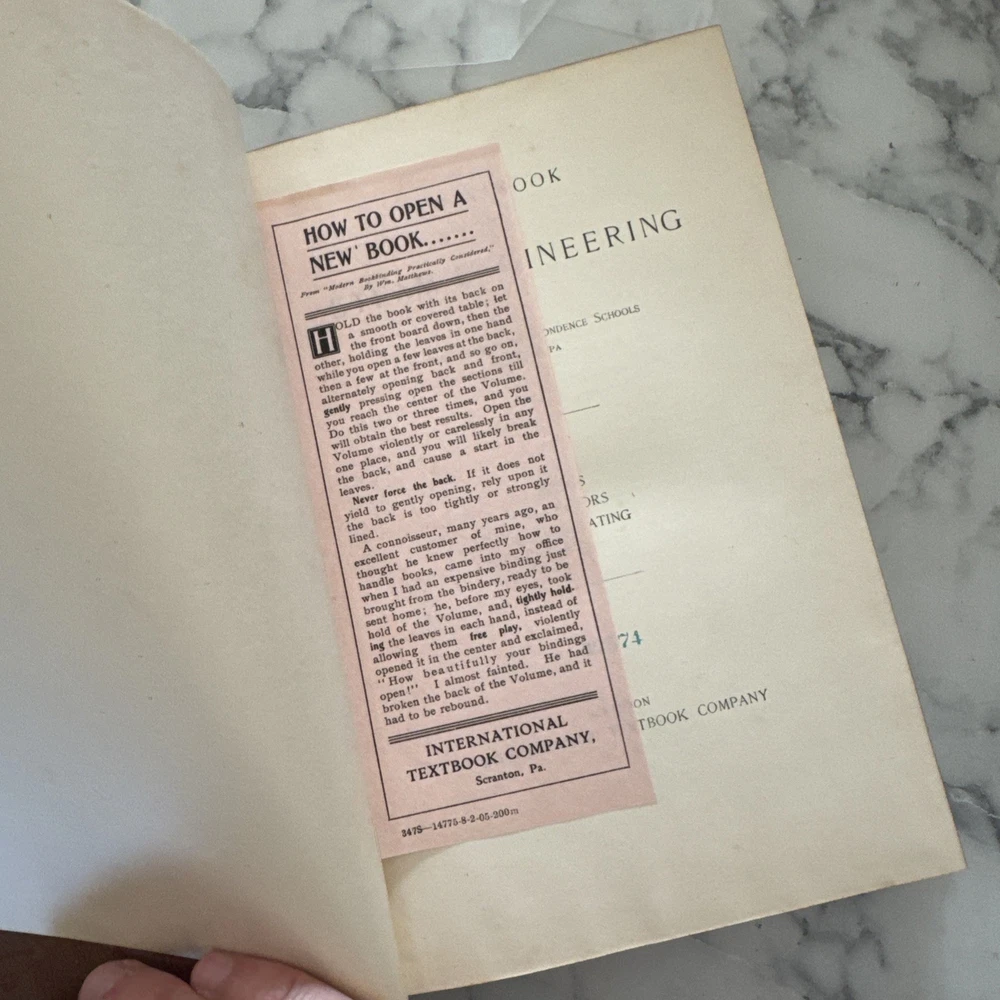 HOW TO OPEN A
NEW BOOK.......
From "Modern Bookbinding Practically Considered,"
By Wm. Matthews.
HOLD the book with its back on
a smooth or covered table; let
the front board down, then the
other, holding the leaves in one hand
while you open a few leaves at the back,
then a few at the front, and so go on,
alternately opening back and front,
gently pressing open the sections till
you reach the center of the Volume.
Do this two or three times, and you
will obtain the best results. Open the
Volume violently or carelessly in any
one place, and you will likely break
the back, and cause a start in the
leaves.
Never force the back. If it does not
yield to gently opening, rely upon it
the back is too tightly or strongly
lined.
A connoisseur, many years ago, an
excellent customer of mine, who
thought he knew perfectly how to
handle books, came into my office
when I had an expensive binding just
brought from the bindery, ready to be
sent home; he, before my eyes, took
hold of the Volume, and, tightly hold-
ing the leaves in each hand, instead of
allowing them free play, violently
opened it in the center and exclaimed,
"How beautifully your bindings
open!" I almost fainted. He had
broken the back of the Volume, and it
had to be rebound.
INTERNATIONAL
TEXTBOOK COMPANY,
Scranton, Pa.
347S—14775-8-2-05-200m
OOK
INEERING
ONDENCE SCHOOLS
PA
S
ORS
ATING
74
ON
TBOOK COMPANY